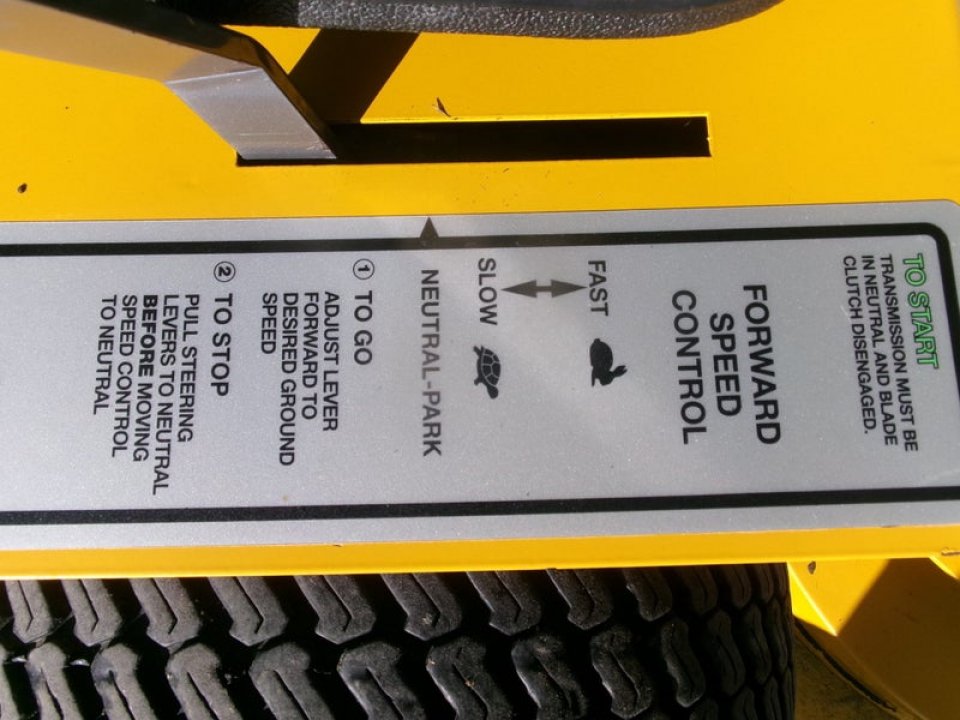 TO START
TRANSMISSION MUST BE
IN NEUTRAL AND BLADE
CLUTCH DISENGAGED.
FORWARD
SPEED
CONTROL
FAST
SLOW
NEUTRAL-PARK
1 TO GO
ADJUST LEVER
FORWARD TO
DESIRED GROUND
SPEED
2 TO STOP
PULL STEERING
LEVERS TO NEUTRAL
BEFORE MOVING
SPEED CONTROL
TO NEUTRAL